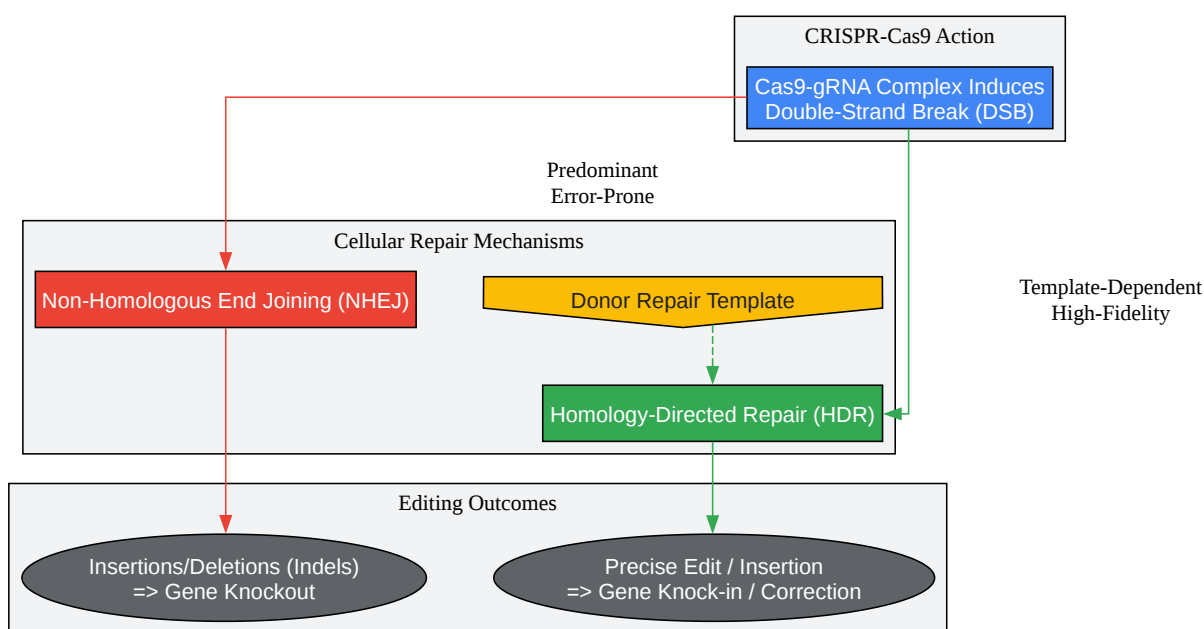 CRISPR-Cas9 Action
Cas9-gRNA Complex Induces
Double-Strand Break (DSB)
Predominant
Error-Prone
Cellular Repair Mechanisms
Non-Homologous End Joining (NHEJ)
Donor Repair Template
Template-Dependent
High-Fidelity
Homology-Directed Repair (HDR)
Editing Outcomes
Insertions/Deletions (Indels)
=> Gene Knockout
Precise Edit / Insertion
=> Gene Knock-in / Correction